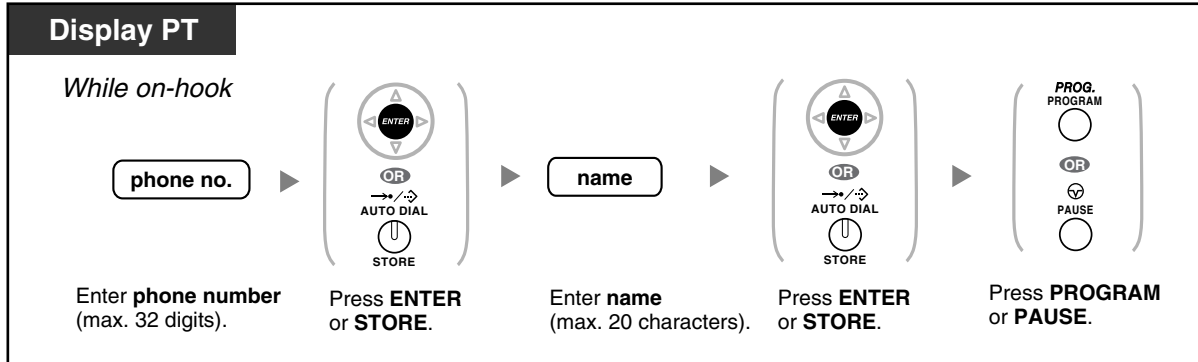 Display PT
While on-hook
phone no.
ENTER
OR
AUTO DIAL
STORE
name
ENTER
OR
AUTO DIAL
STORE
PROG.
PROGRAM
OR
PAUSE
Enter phone number
(max. 32 digits).
Press ENTER
or STORE.
Enter name
(max. 20 characters).
Press ENTER
or STORE.
Press PROGRAM
or PAUSE.